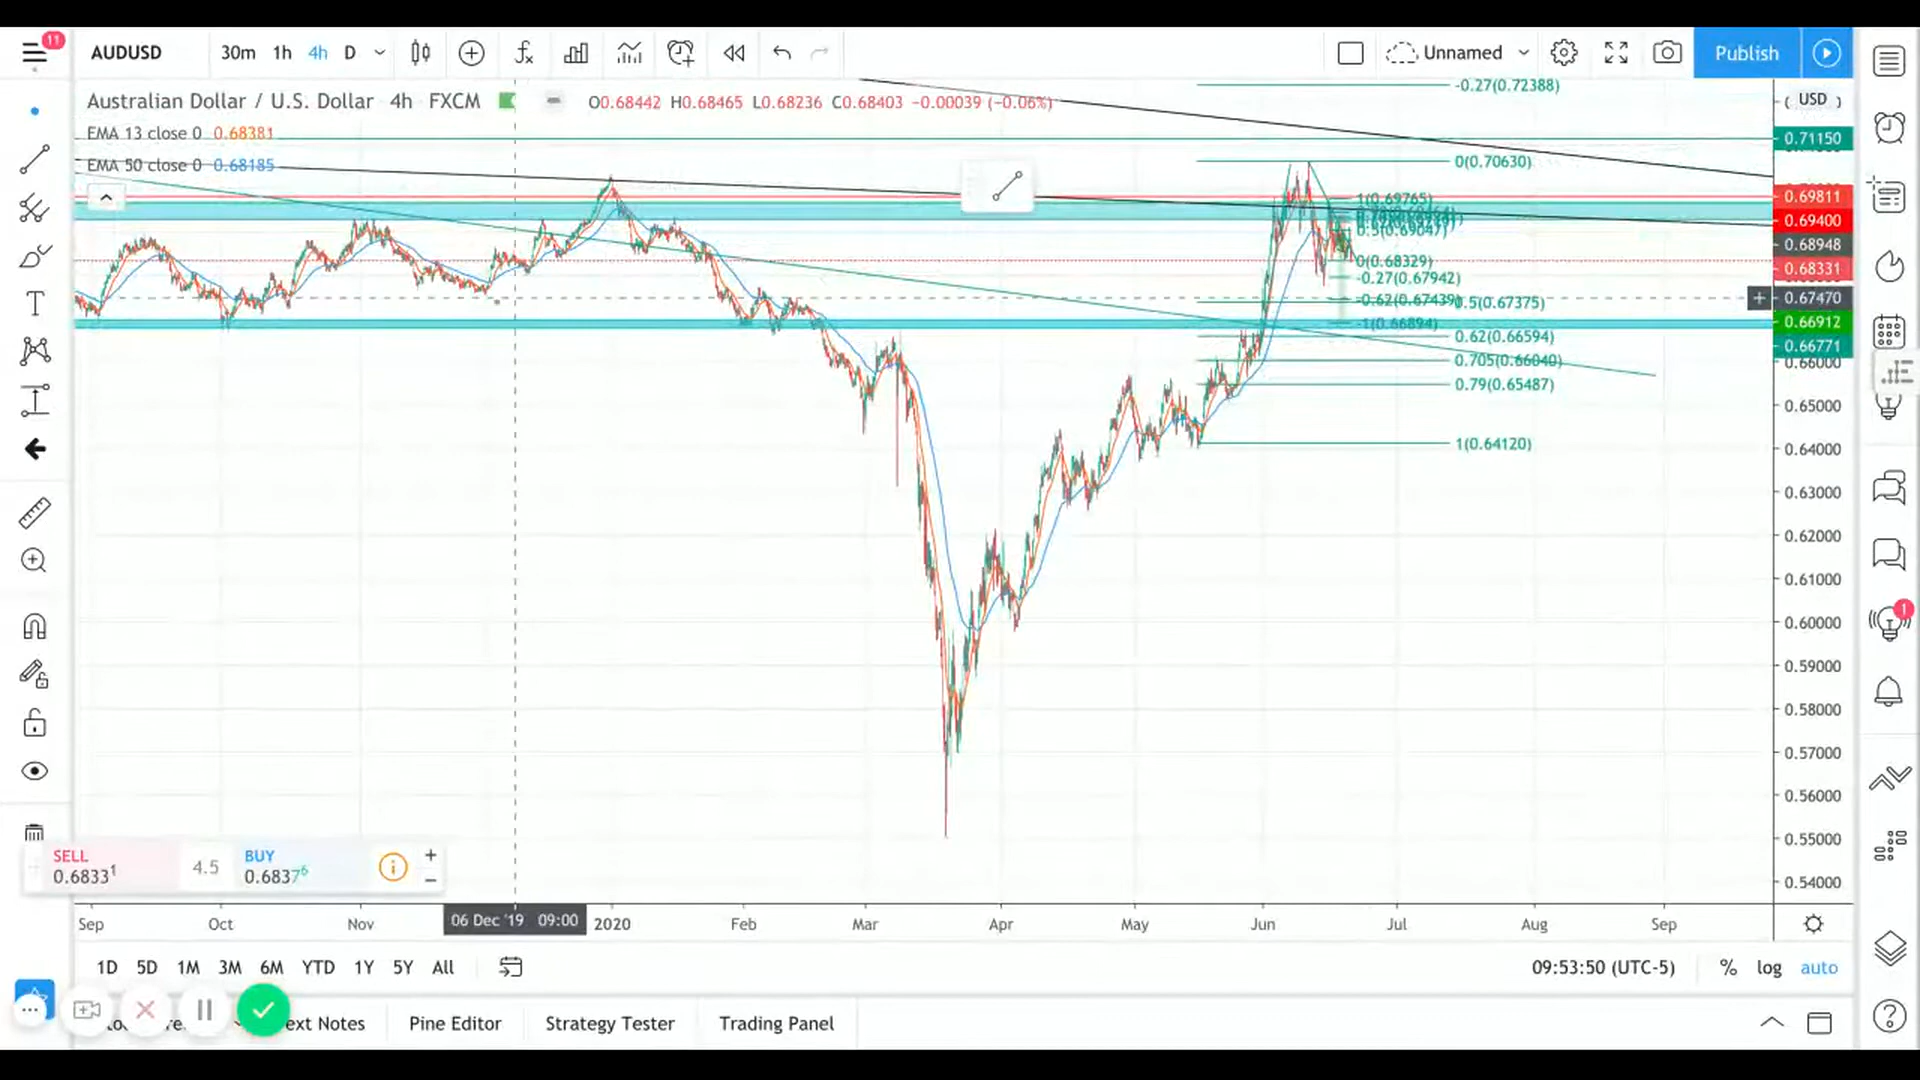 11
AUDUSD
30m 1h 4h D
Unnamed
Publish
Australian Dollar / U.S. Dollar 4h FXCM
O0.68442 H0.68465 L0.68236 C0.68403 -0.00039 (-0.06%)
EMA 13 close 0 0.68381
EMA 50 close 0 0.68185
USD
-0.27(0.72388)
0.71150
0(0.70630)
1(0.69765)
0.69811
0.69400
0.5(0.69047)
0.68948
0(0.68329)
0.68331
-0.27(0.67942)
-0.62(0.67439)
0.5(0.67375)
0.67470
-1(0.66894)
0.66912
0.62(0.66594)
0.66771
0.705(0.66040)
0.66000
0.79(0.65487)
0.65000
1(0.64120)
0.64000
0.63000
0.62000
0.61000
0.60000
1
0.59000
0.58000
0.57000
0.56000
0.55000
0.54000
SELL
0.68331
4.5
BUY
0.68376
Sep Oct Nov 06 Dec '19 09:00 2020 Feb Mar Apr May Jun Jul Aug Sep
1D 5D 1M 3M 6M YTD 1Y 5Y All
09:53:50 (UTC-5) % log auto
ext Notes Pine Editor Strategy Tester Trading Panel